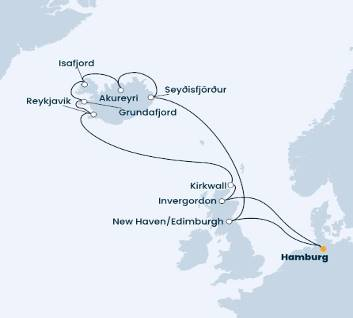 Isafjord
Seyðisfjörður
Akureyri
Reykjavik
Grundafjord
Kirkwall
Invergordon
New Haven/Edimburgh
Hamburg